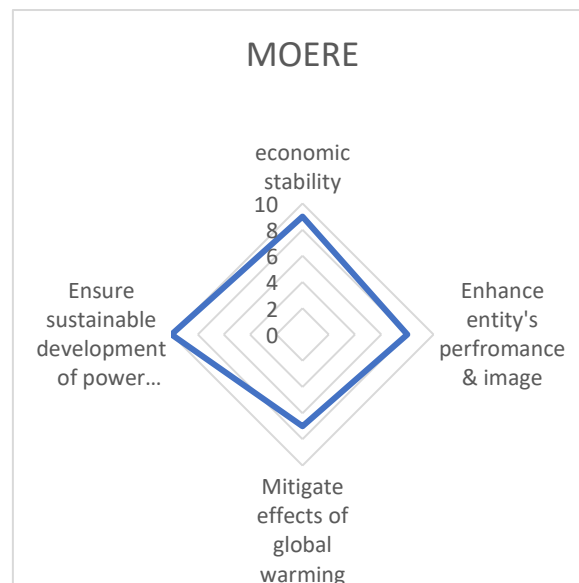 MOERE
economic
stability
10
8
6
4
2
0
Enhance
entity's
perfromance
& image
Mitigate
effects of
global
warming
Ensure
sustainable
development
of power…